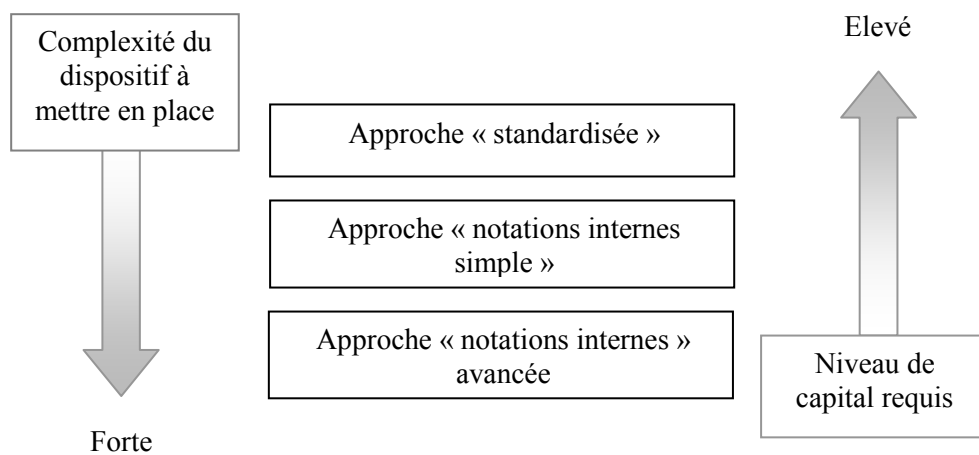 Complexité du
dispositif à
mettre en place
Elevé
Approche « standardisée »
Approche « notations internes
simple »
Approche « notations internes »
avancée
Niveau de
capital requis
Forte